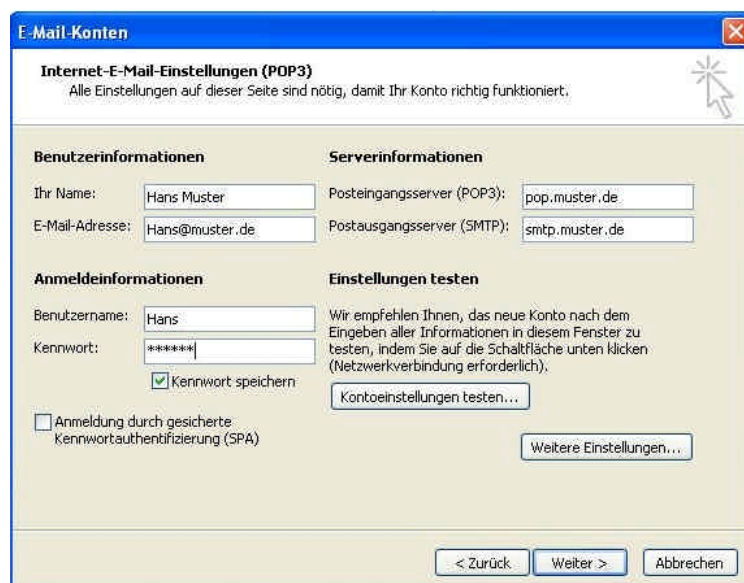 E-Mail-Konten
Internet-E-Mail-Einstellungen (POP3)
Alle Einstellungen auf dieser Seite sind nötig, damit Ihr Konto richtig funktioniert.
Benutzerinformationen
Ihr Name: Hans Muster
E-Mail-Adresse: Hans@muster.de
Serverinformationen
Posteingangsserver (POP3): pop.muster.de
Postausgangsserver (SMTP): smtp.muster.de
Anmeldeinformationen
Benutzername: Hans
Kennwort: ******
Kennwort speichern
Anmeldung durch gesicherte
Kennwortauthentifizierung (SPA)
Einstellungen testen
Wir empfehlen Ihnen, das neue Konto nach dem
Eingeben aller Informationen in diesem Fenster zu
testen, indem Sie auf die Schaltfläche unten klicken
(Netzwerkverbindung erforderlich).
Kontoeinstellungen testen...
Weitere Einstellungen...
< Zurück Weiter > Abbrechen